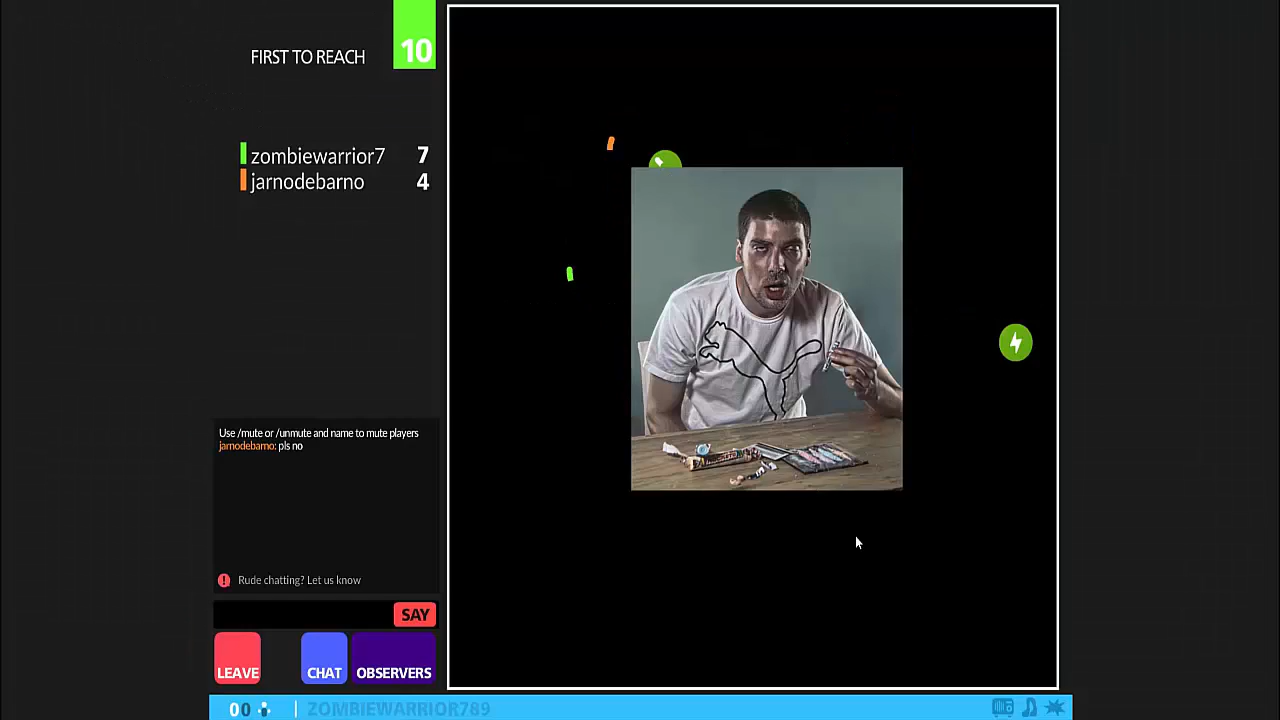 FIRST TO REACH
10
zombiewarrior7 7
jarnodebarno 4
Use /mute or /unmute and name to mute players
jarnodebarno: pls no
Rude chatting? Let us know
SAY
LEAVE
CHAT
OBSERVERS
00
ZOMBIEWARRIOR789